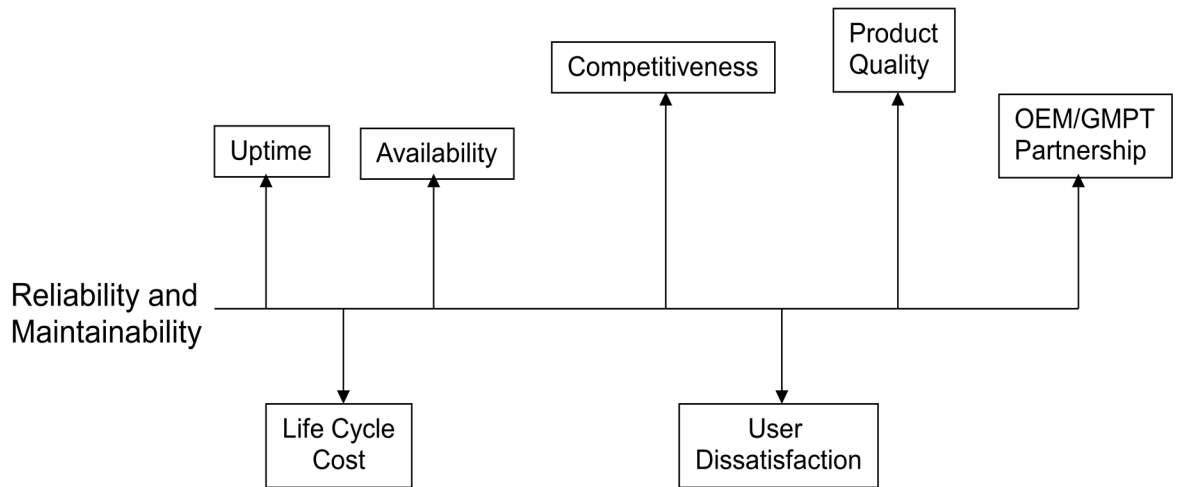 Product
Quality
Competitiveness
OEM/GMPT
Partnership
Uptime
Availability
Reliability and
Maintainability
Life Cycle
Cost
User
Dissatisfaction